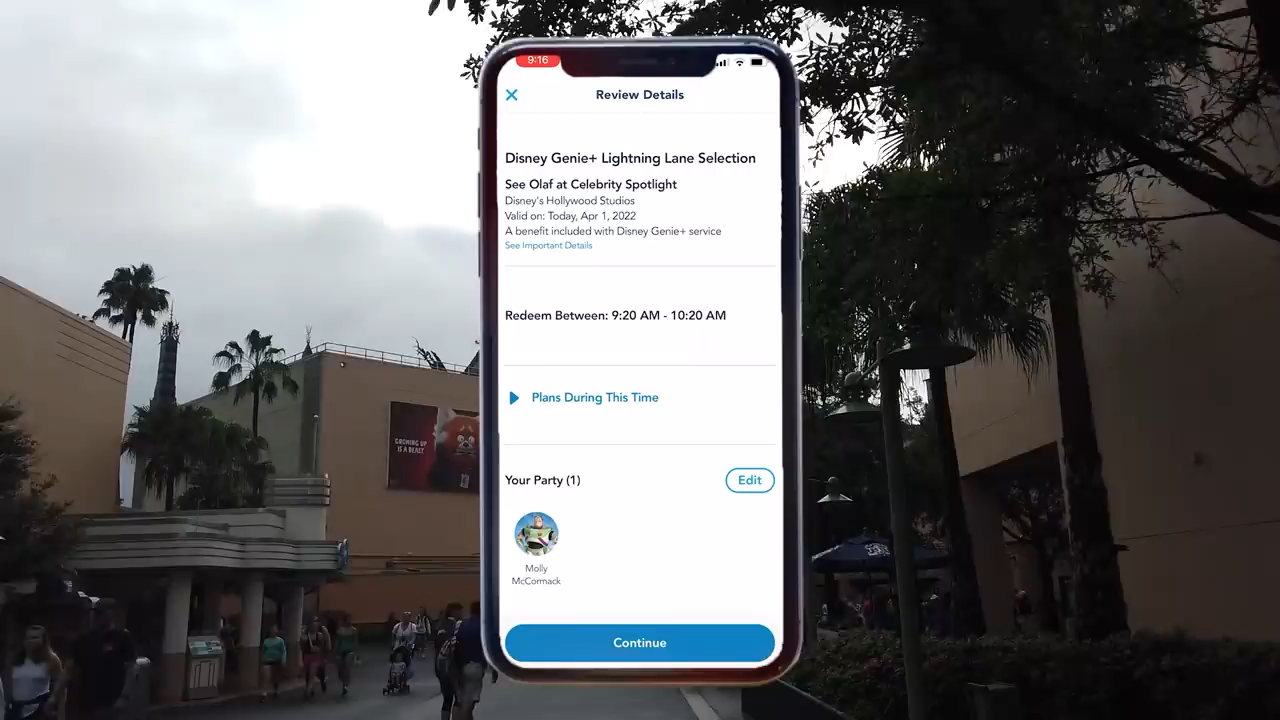 9:16
Review Details
Disney Genie+ Lightning Lane Selection
See Olaf at Celebrity Spotlight
Disney's Hollywood Studios
Valid on: Today, Apr 1, 2022
A benefit included with Disney Genie+ service
See Important Details
Redeem Between: 9:20 AM - 10:20 AM
Plans During This Time
GROWING UP
IS A BEAST
Your Party (1)
Edit
Molly
McCormack
Continue